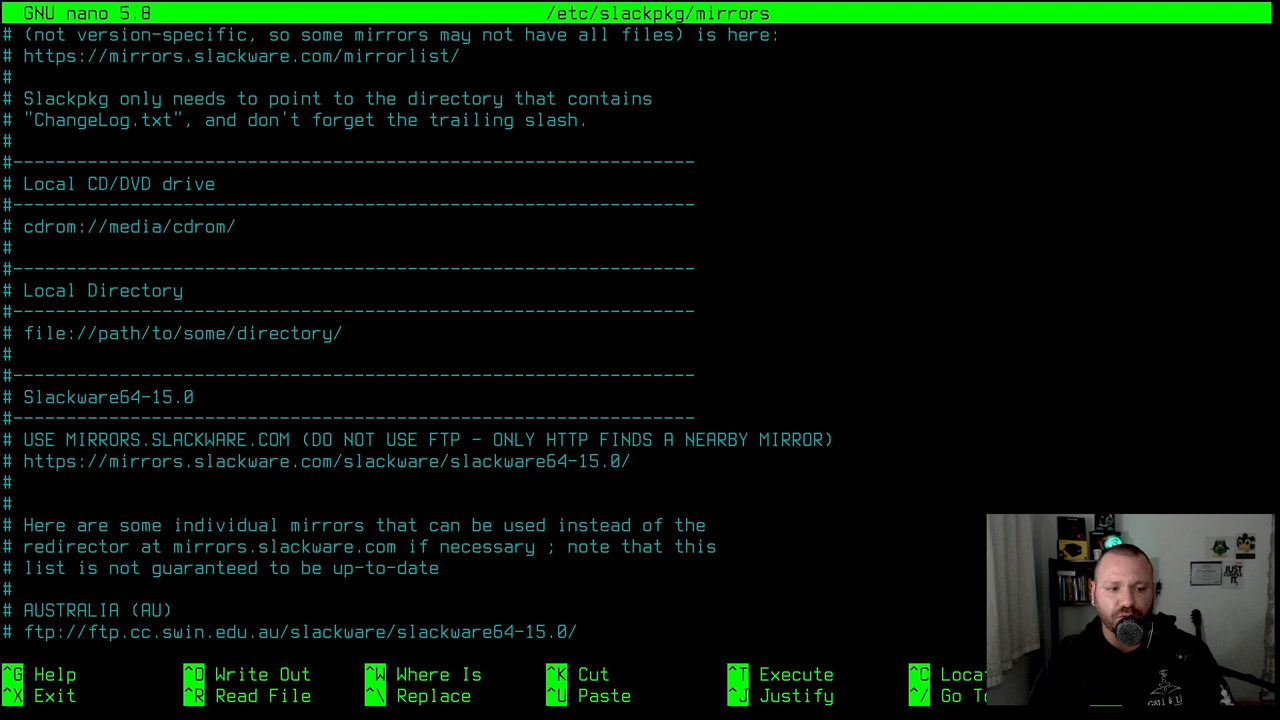 GNU nano 5.8 /etc/slackpkg/mirrors
# (not version-specific, so some mirrors may not have all files) is here:
# https://mirrors.slackware.com/mirrorlist/
#
# Slackpkg only needs to point to the directory that contains
# "ChangeLog.txt", and don't forget the trailing slash.
#
#----------------------------------------------------------------
# Local CD/DVD drive
#----------------------------------------------------------------
# cdrom://media/cdrom/
#
#----------------------------------------------------------------
# Local Directory
#----------------------------------------------------------------
# file://path/to/some/directory/
#
#----------------------------------------------------------------
# Slackware64-15.0
#----------------------------------------------------------------
# USE MIRRORS.SLACKWARE.COM (DO NOT USE FTP - ONLY HTTP FINDS A NEARBY MIRROR)
# https://mirrors.slackware.com/slackware/slackware64-15.0/
#
#
# Here are some individual mirrors that can be used instead of the
# redirector at mirrors.slackware.com if necessary ; note that this
# list is not guaranteed to be up-to-date
#
# AUSTRALIA (AU)
# ftp://ftp.cc.swin.edu.au/slackware/slackware64-15.0/
^G Help ^O Write Out ^W Where Is ^K Cut ^T Execute ^C Loca
^X Exit ^R Read File ^\ Replace ^U Paste ^J Justify ^/ Go To
JUST